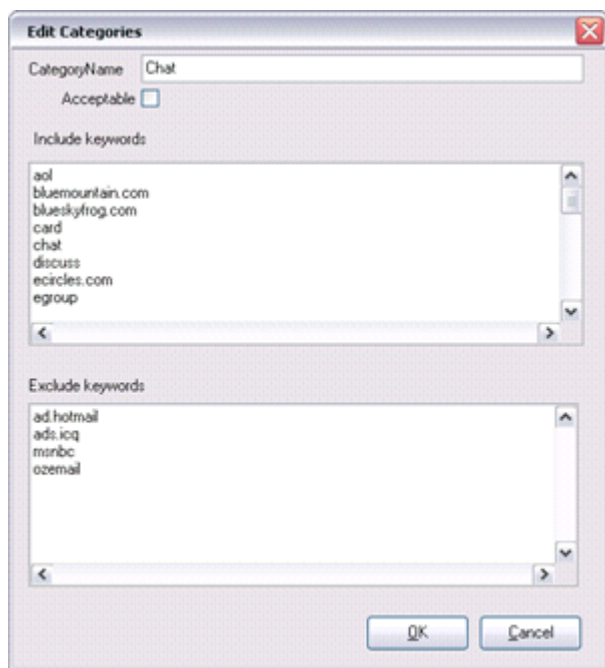 Edit Categories
CategoryName Chat
Acceptable
Include keywords
aol
bluemountain.com
blueskyfrog.com
card
chat
discuss
ecircles.com
egroup
Exclude keywords
ad.hotmail
ads.icq
msnbc
ozemail
OK Cancel